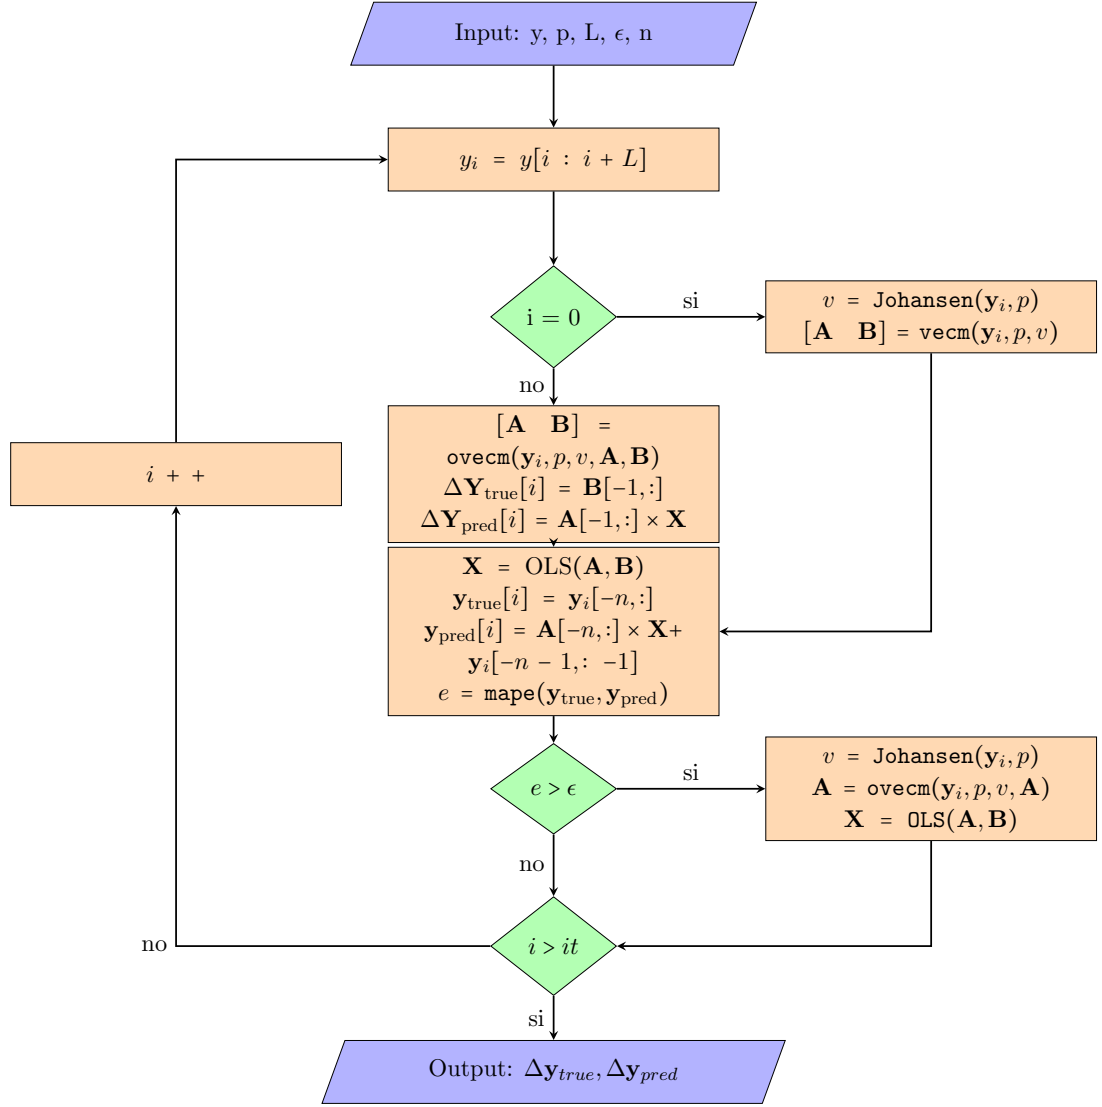 Input: y, p, L, ϵ, n
y_i = y[i : i + L]
i = 0
si
v = Johansen(y_i, p)
[A B] = vecm(y_i, p, v)
no
[A B] =
ovecm(y_i, p, v, A, B)
ΔY_true[i] = B[−1, :]
ΔY_pred[i] = A[−1, :] × X
i + +
X = OLS(A, B)
y_true[i] = y_i[−n, :]
y_pred[i] = A[−n, :] × X+
y_i[−n − 1, : −1]
e = mape(y_true, y_pred)
e > ϵ
si
v = Johansen(y_i, p)
A = ovecm(y_i, p, v, A)
X = OLS(A, B)
no
i > it
no
si
Output: Δy_true, Δy_pred